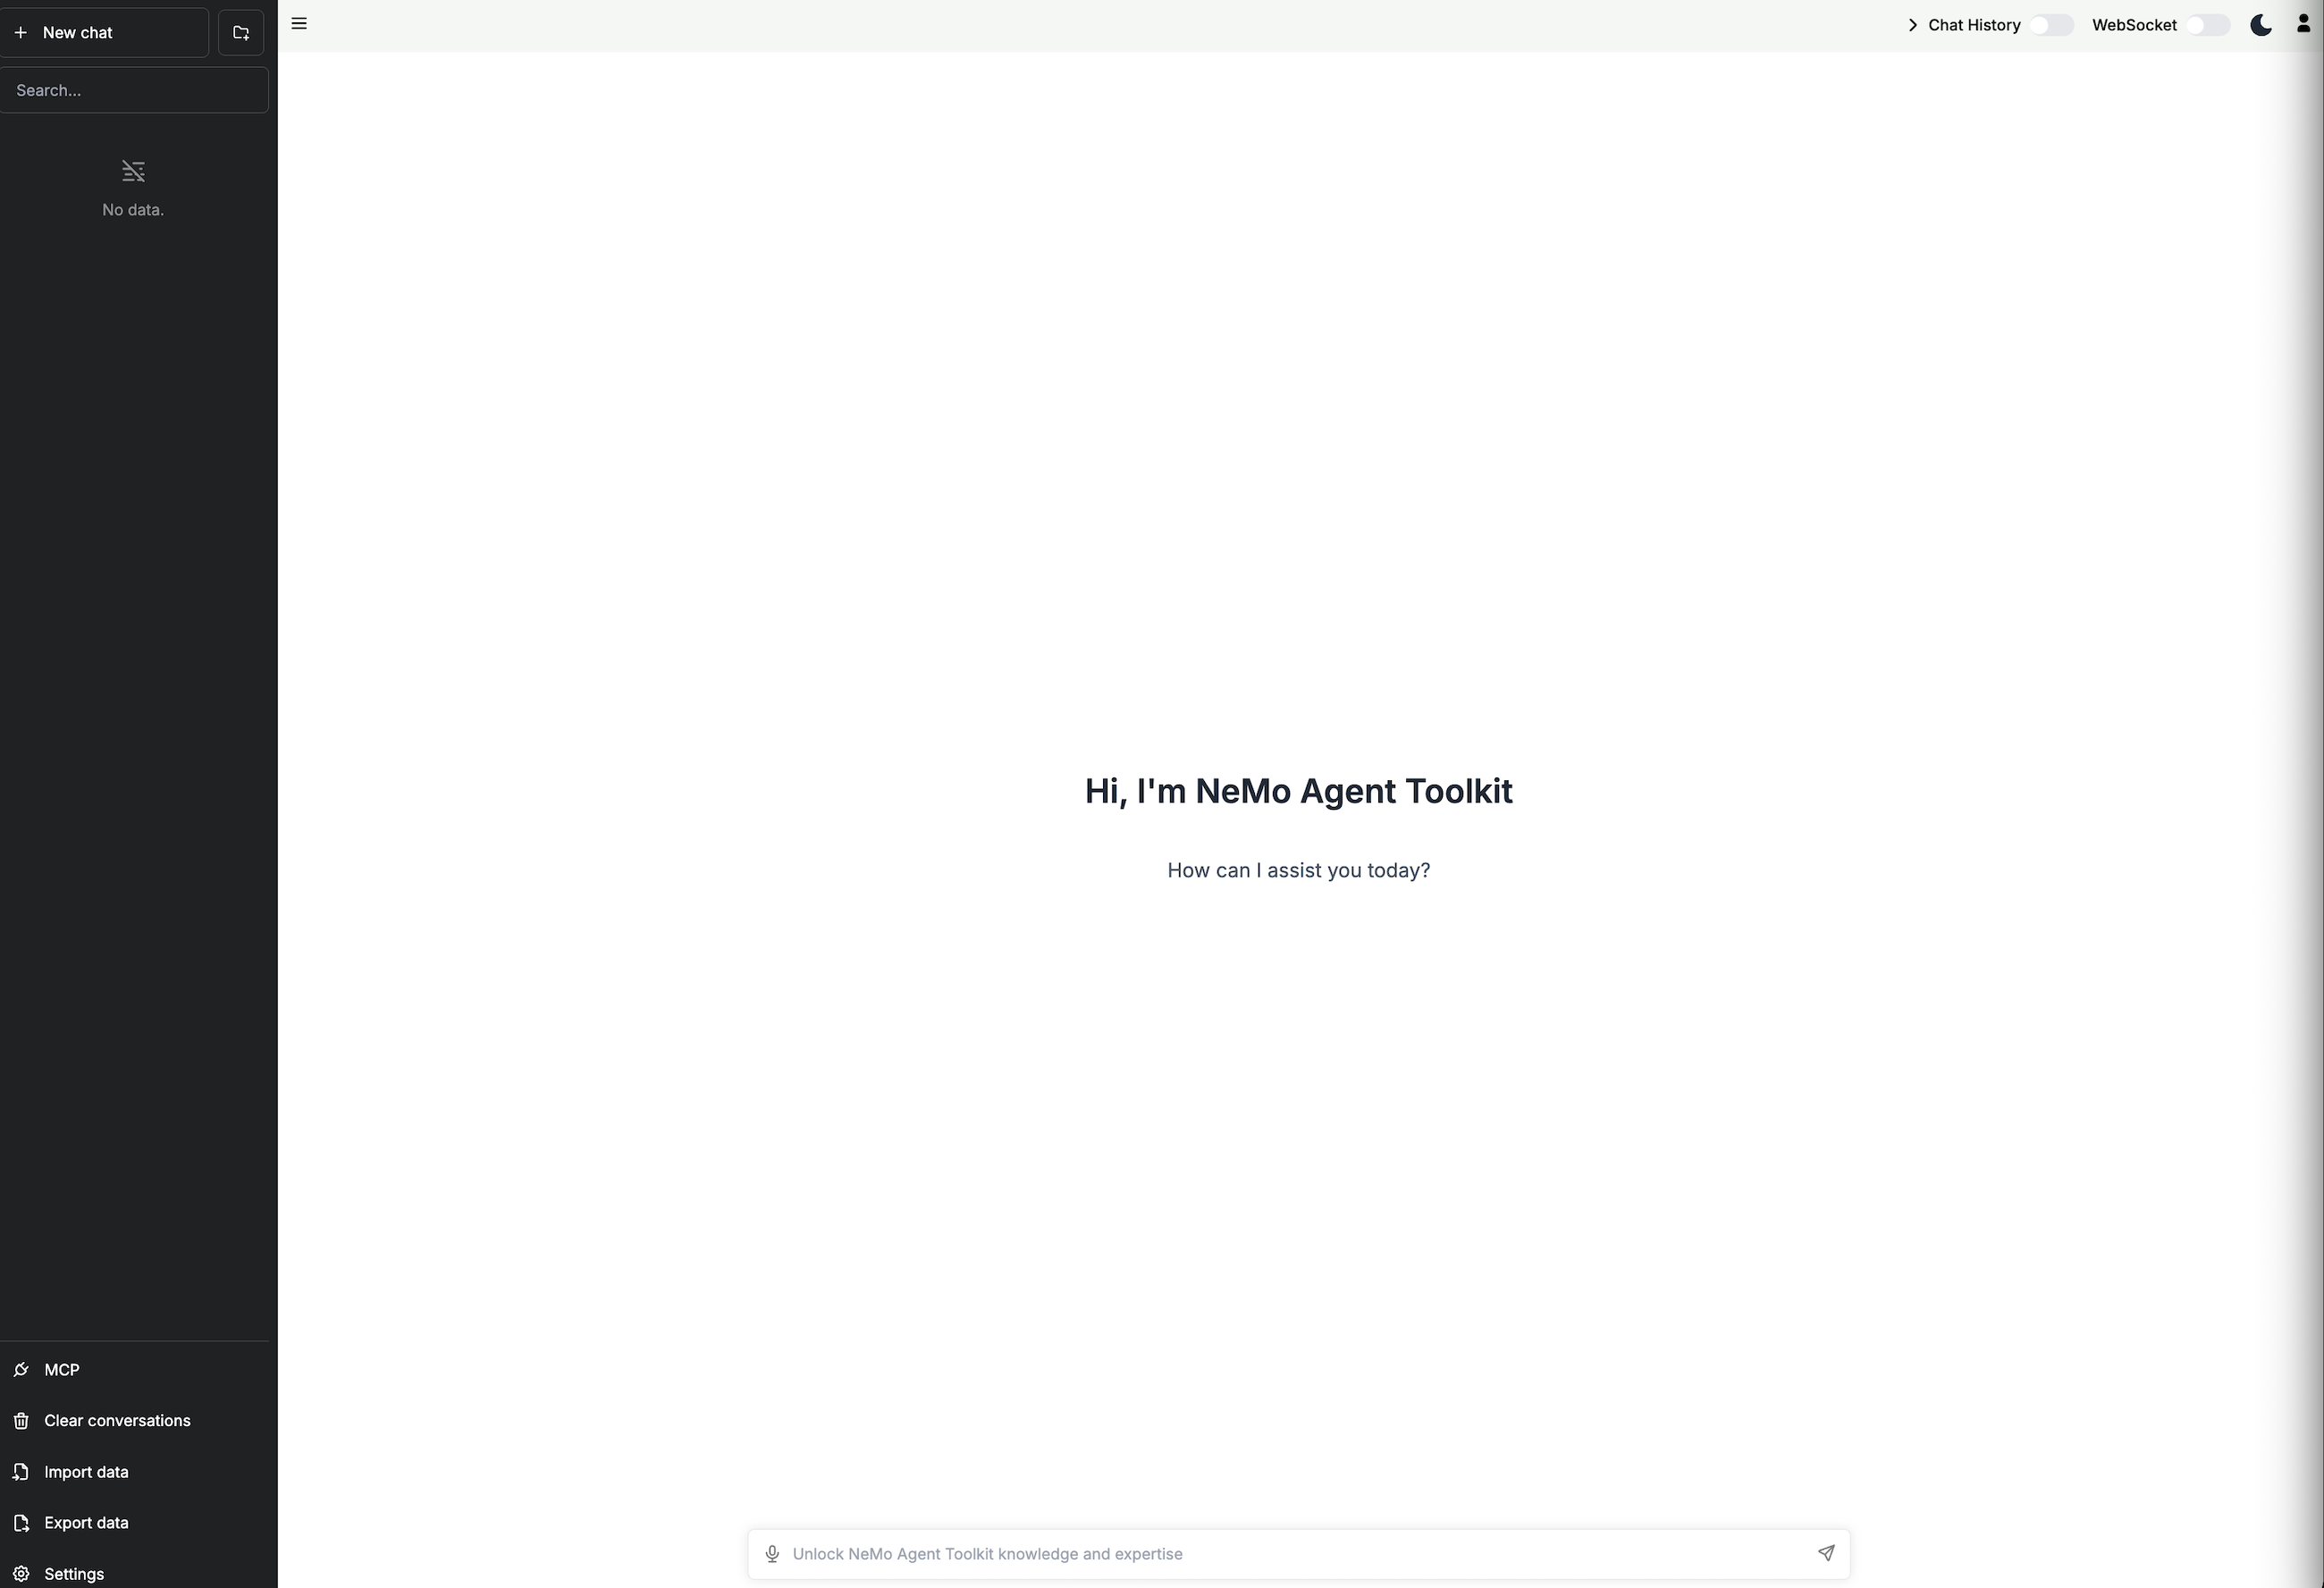 New chat
Search...
No data.
MCP
Clear conversations
Import data
Export data
Settings
Chat History
WebSocket
Hi, I'm NeMo Agent Toolkit
How can I assist you today?
Unlock NeMo Agent Toolkit knowledge and expertise